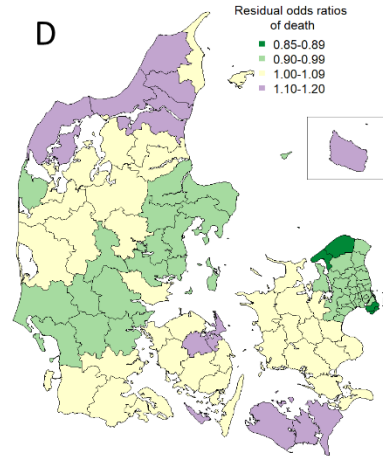 D
Residual odds ratios
of death
0.85-0.89
0.90-0.99
1.00-1.09
1.10-1.20